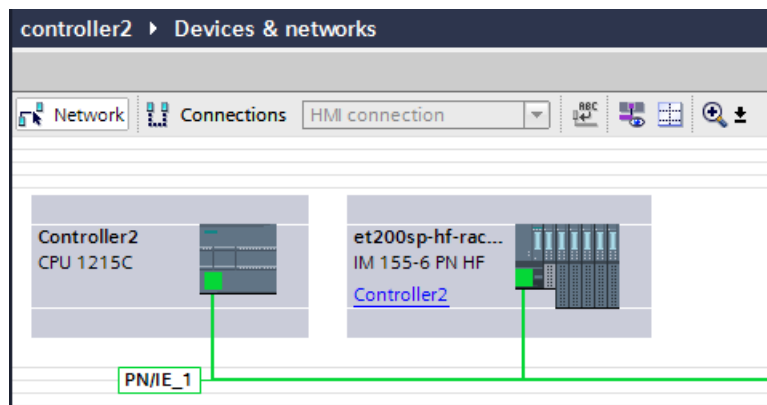 controller2 ▸ Devices & networks
Network Connections HMI connection
ABC
Controller2
CPU 1215C
et200sp-hf-rac...
IM 155-6 PN HF
Controller2
PN/IE_1